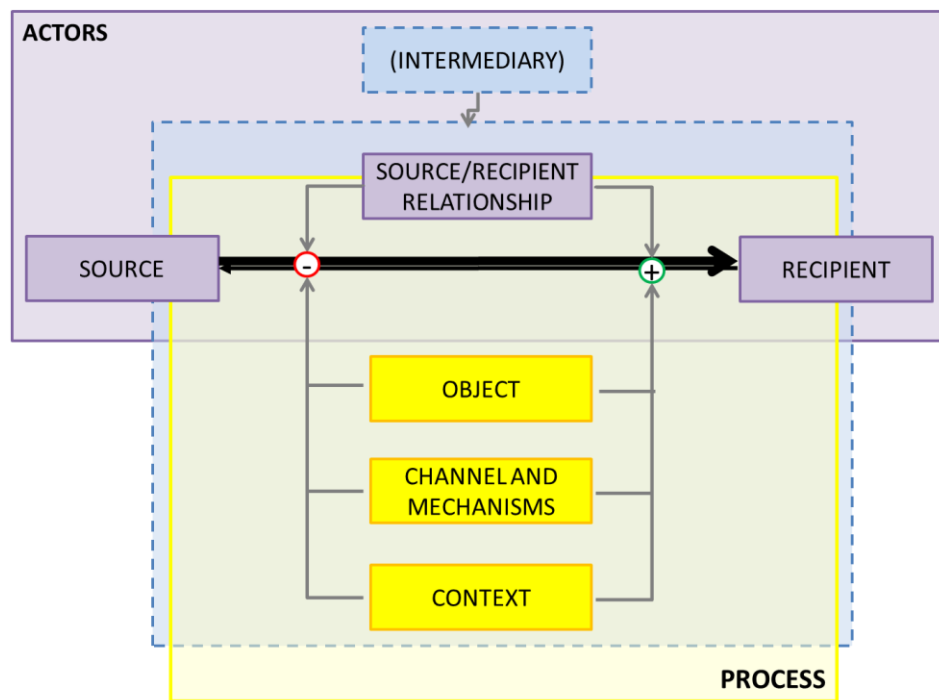 ACTORS
(INTERMEDIARY)
SOURCE/RECIPIENT
RELATIONSHIP
SOURCE
-
+
RECIPIENT
OBJECT
CHANNEL AND
MECHANISMS
CONTEXT
PROCESS